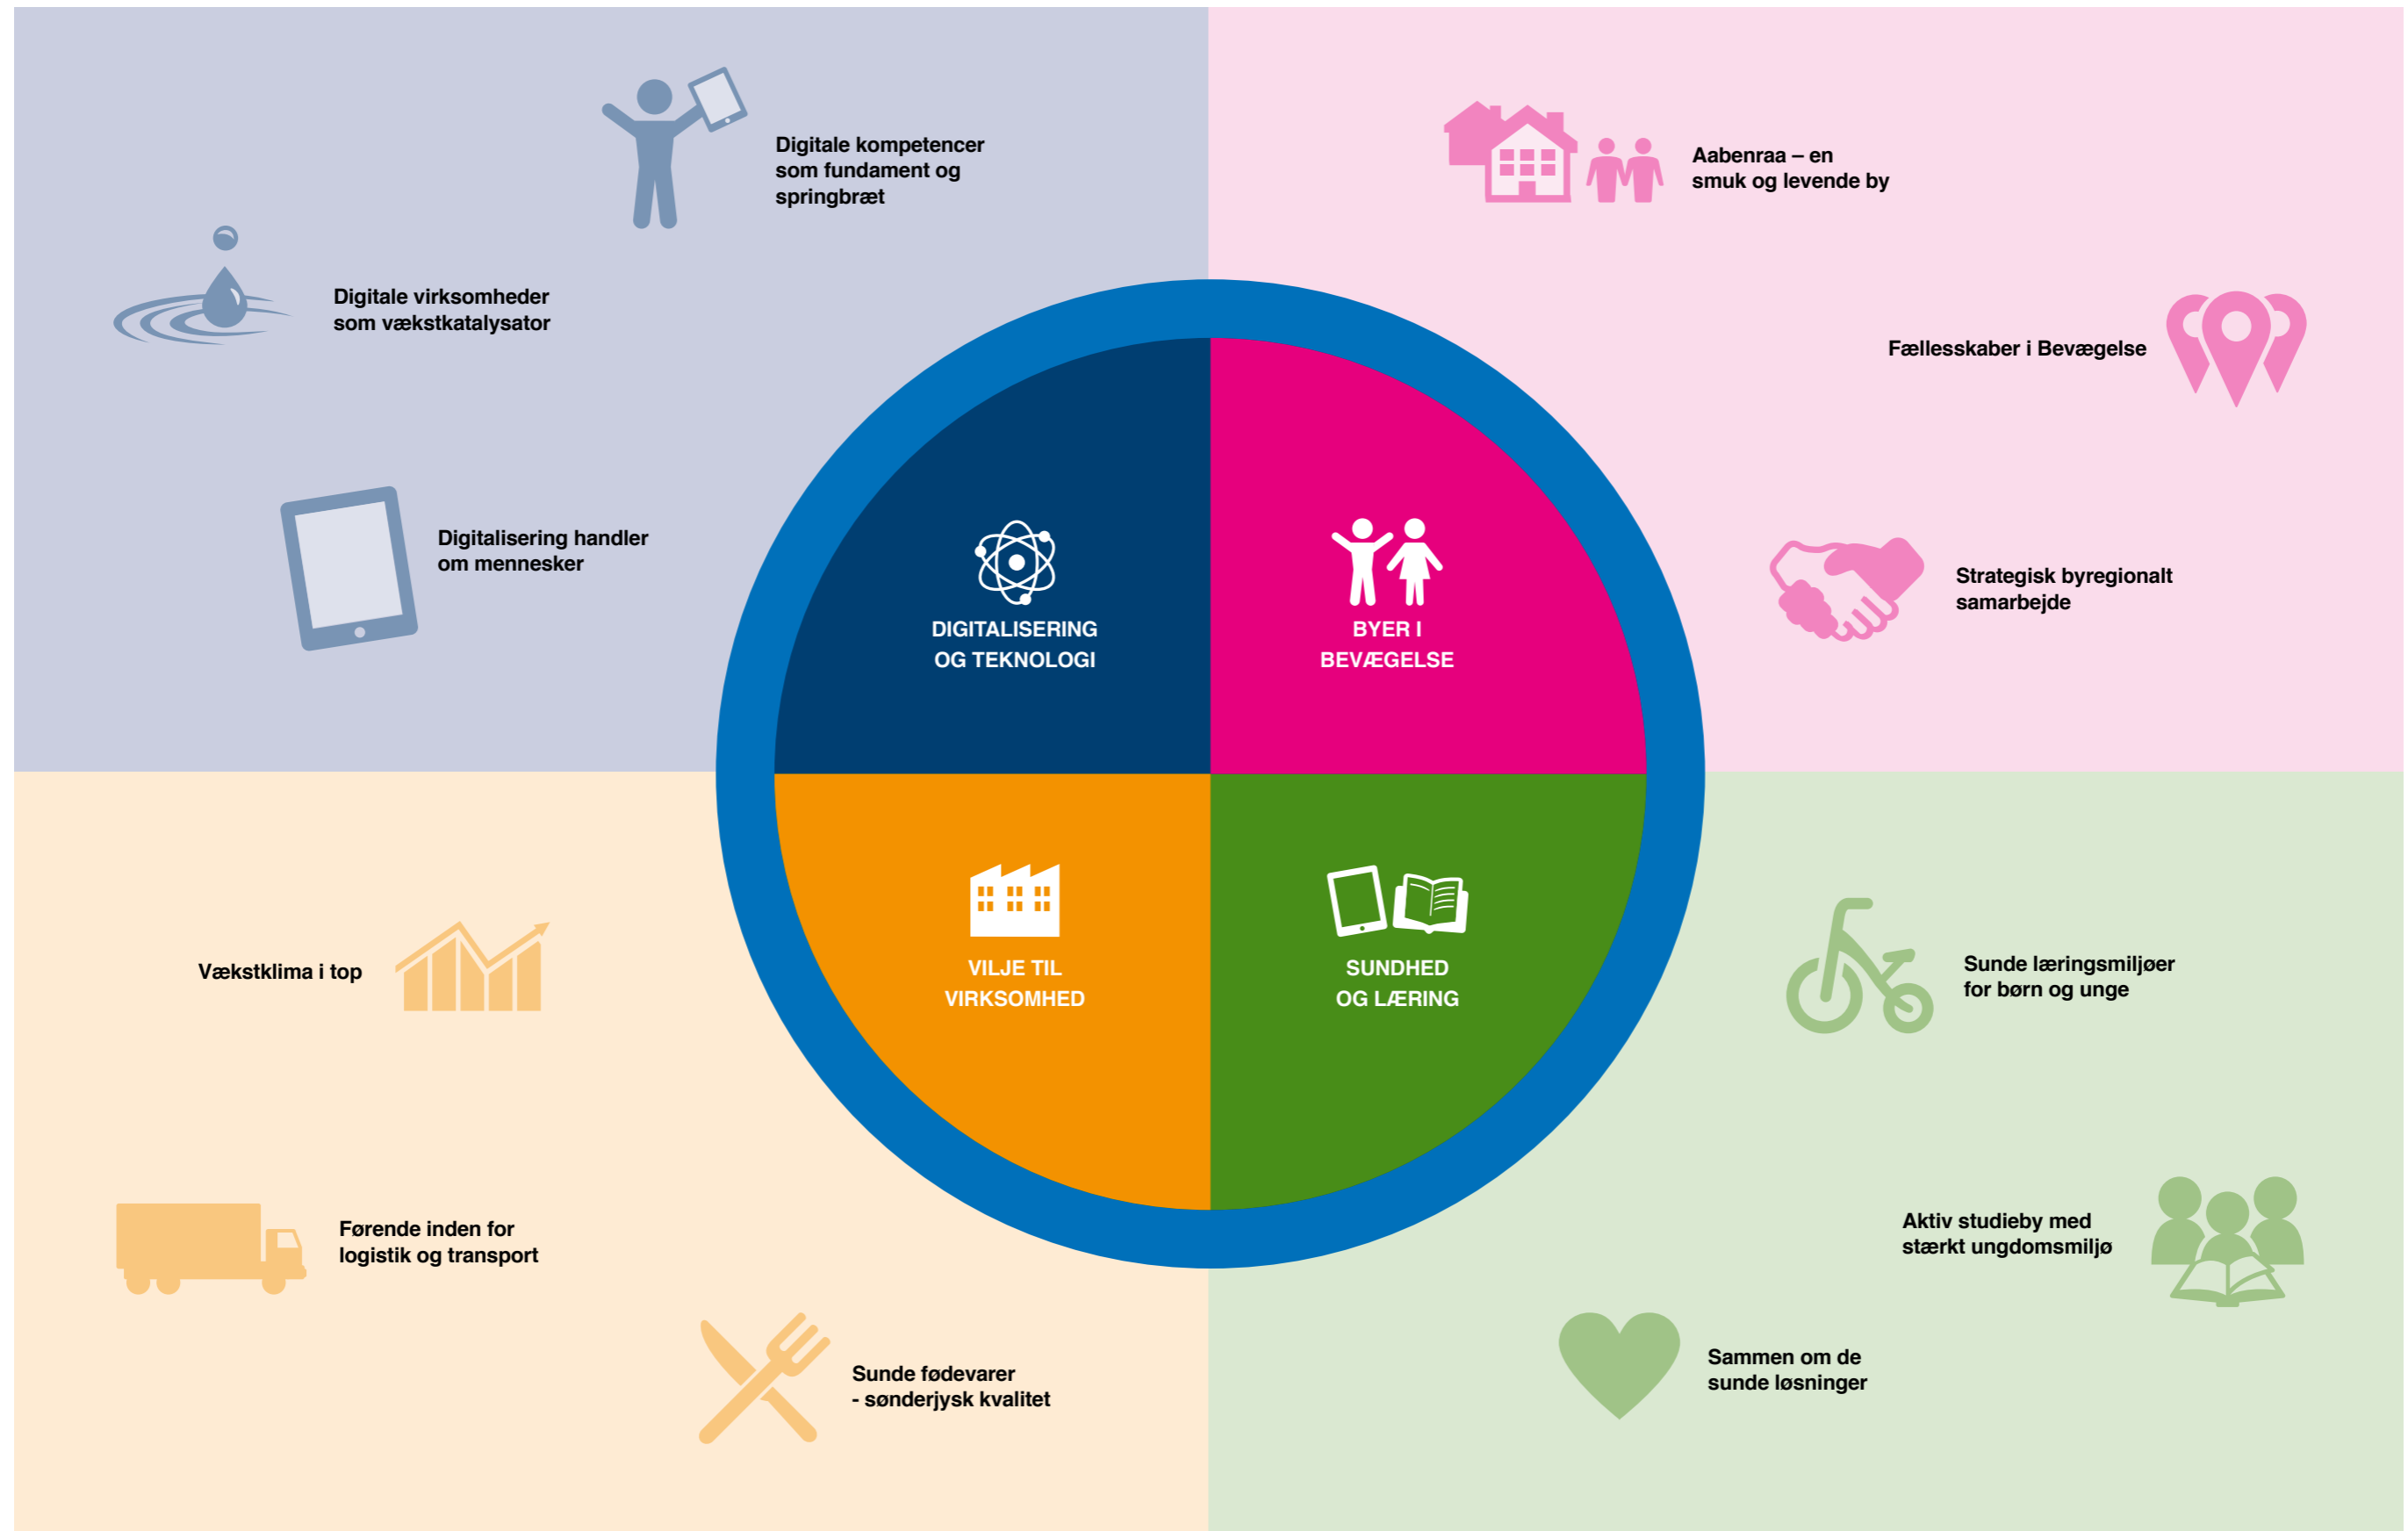 Digitale kompetencer
som fundament og
springbræt
Digitale virksomheder
som vækstkatalysator
Digitalisering handler
om mennesker
Aabenraa – en
smuk og levende by
Fællesskaber i Bevægelse
Strategisk byregionalt
samarbejde
DIGITALISERING
OG TEKNOLOGI
BYER I
BEVÆGELSE
VILJE TIL
VIRKSOMHED
SUNDHED
OG LÆRING
Vækstklima i top
Førende inden for
logistik og transport
Sunde fødevarer
- sønderjysk kvalitet
Sunde læringsmiljøer
for børn og unge
Aktiv studieby med
stærkt ungdomsmiljø
Sammen om de
sunde løsninger